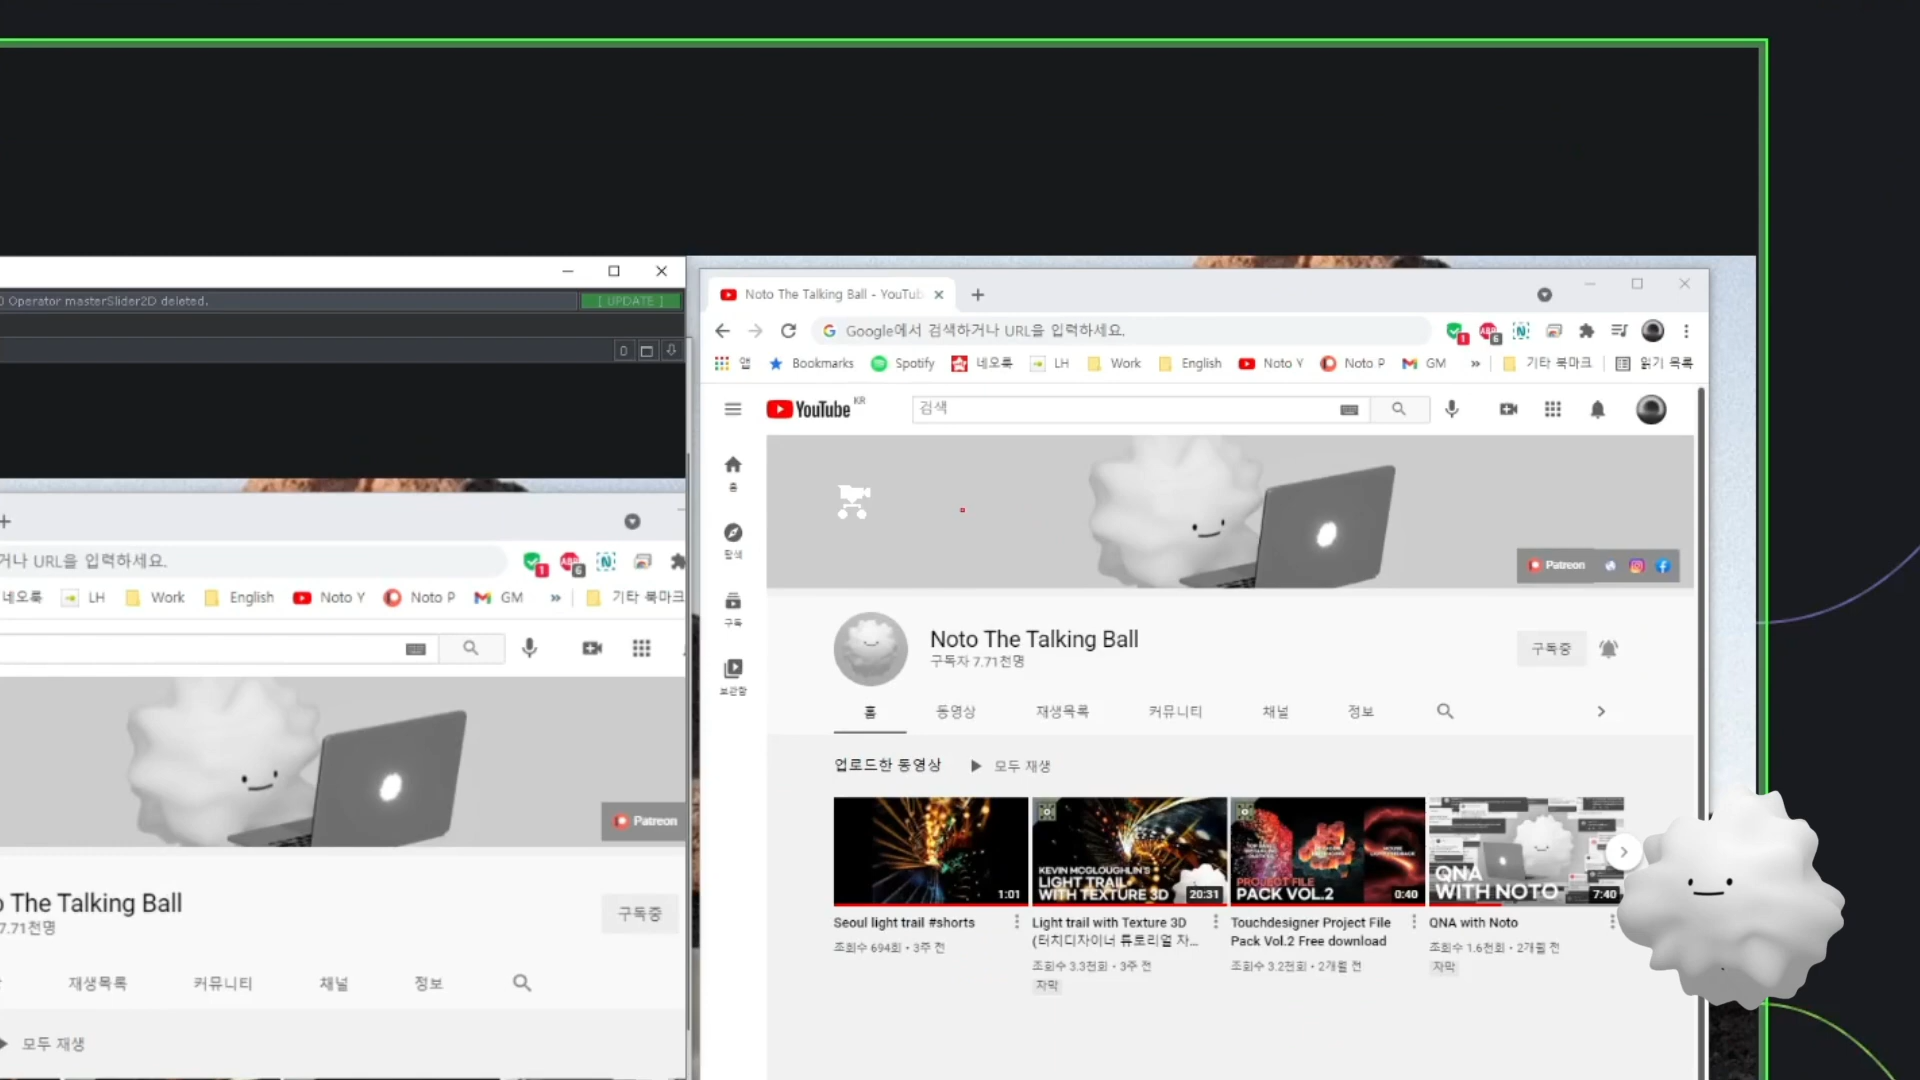 O Operator masterSlider2D deleted.
[ UPDATE ]
0
거나 URL을 입력하세요.
1
ABP
6
N
네오룩
LH
Work
English
Noto Y
Noto P
GM
»
기타 북마크
Patreon
o The Talking Ball
7.71천명
구독중
재생목록
커뮤니티
채널
정보
모두 재생
Noto The Talking Ball - YouTub
Google에서 검색하거나 URL을 입력하세요.
1
ABP
6
N
앱
Bookmarks
Spotify
네오룩
LH
Work
English
Noto Y
Noto P
GM
»
기타 북마크
읽기 목록
YouTube KR
검색
홈
탐색
구독
보관함
Patreon
Noto The Talking Ball
구독자 7.71천명
구독중
홈
동영상
재생목록
커뮤니티
채널
정보
업로드한 동영상
모두 재생
1:01
KEVIN MCGLOUGHLIN'S
LIGHT TRAIL
WITH TEXTURE 3D
20:31
PROJECT FILE
PACK VOL.2
0:40
QNA
WITH NOTO
7:40
Seoul light trail #shorts
조회수 694회 • 3주 전
Light trail with Texture 3D
(터치디자이너 튜토리얼 자...
조회수 3.3천회 • 3주 전
자막
Touchdesigner Project File
Pack Vol.2 Free download
조회수 3.2천회 • 2개월 전
QNA with Noto
조회수 1.6천회 • 2개월 전
자막